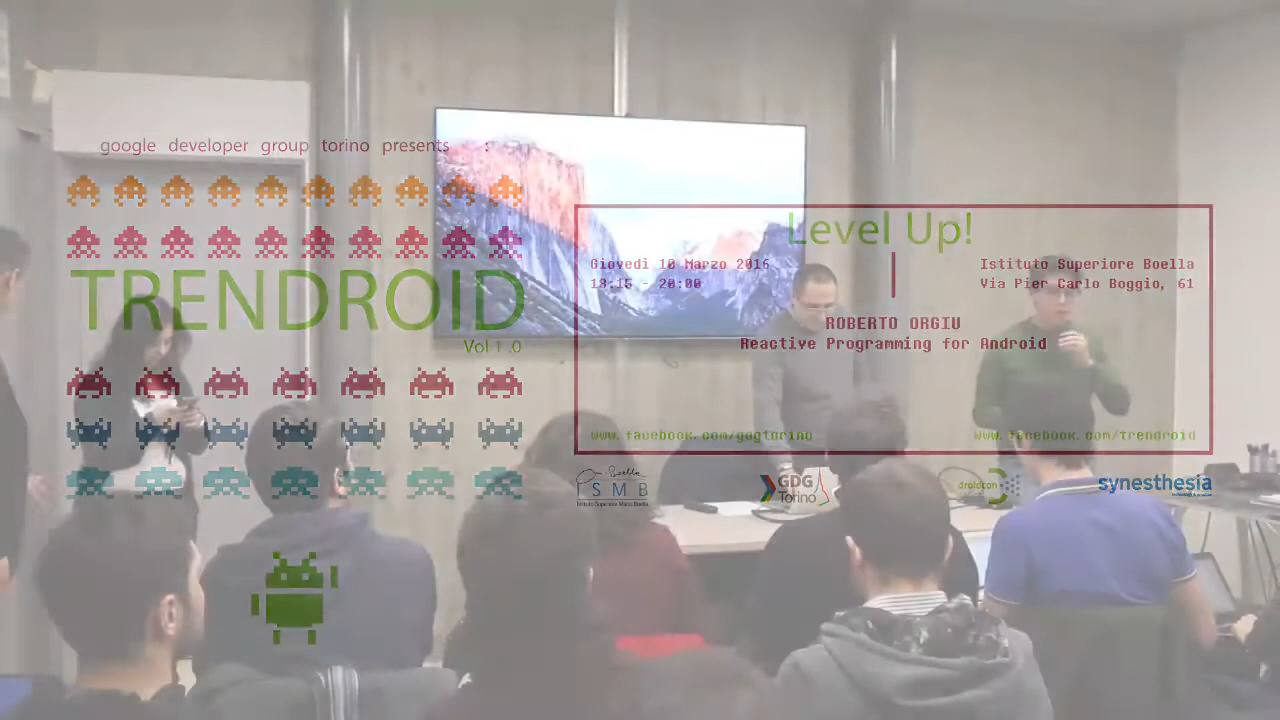 google developer group torino presents :
TRENDROID
Vol 1.0
Level Up!
Giovedì 10 Marzo 2016
18:15 - 20:00
Istituto Superiore Boella
Via Pier Carlo Boggio, 61
ROBERTO ORGIU
Reactive Programming for Android
www.facebook.com/gdgtorino
www.facebook.com/trendroid
Boella
ISMB
Istituto Superiore Mario Boella
GDG
Torino
droidcon
synesthesia